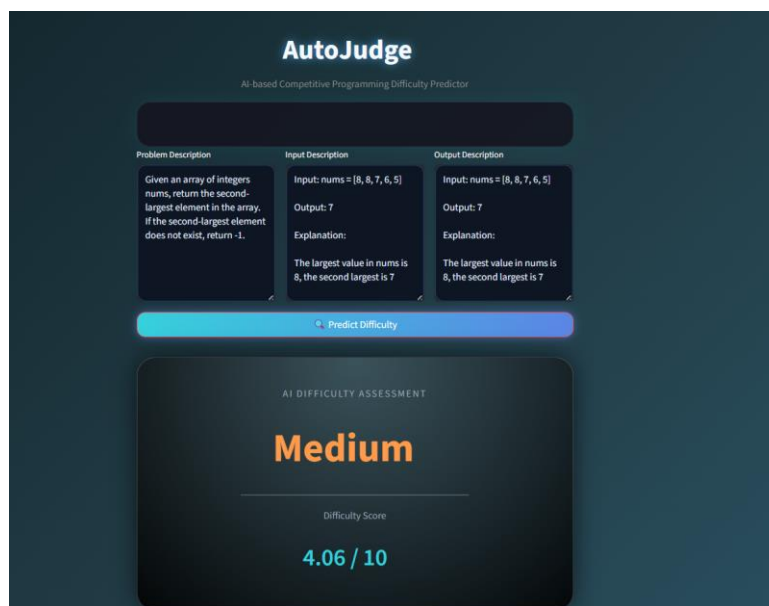 AutoJudge
AI-based Competitive Programming Difficulty Predictor
Problem Description
Given an array of integers
nums, return the second-
largest element in the array.
If the second-largest element
does not exist, return -1.
Input Description
Input: nums = [8, 8, 7, 6, 5]
Output: 7
Explanation:
The largest value in nums is
8, the second largest is 7
Output Description
Input: nums = [8, 8, 7, 6, 5]
Output: 7
Explanation:
The largest value in nums is
8, the second largest is 7
Predict Difficulty
AI DIFFICULTY ASSESSMENT
Medium
Difficulty Score
4.06 / 10